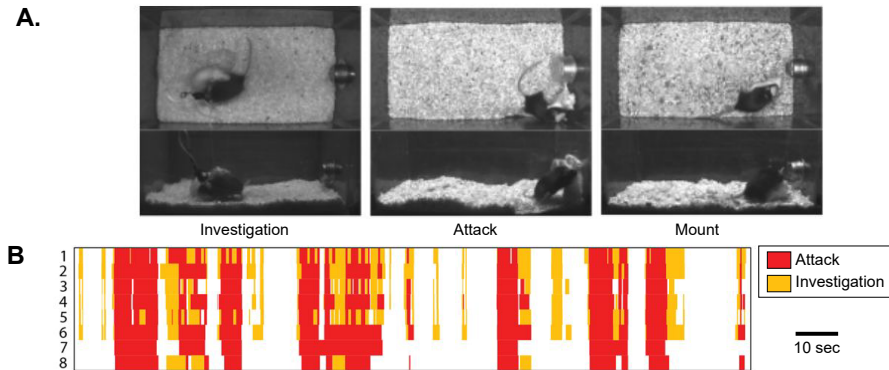 A.
Investigation Attack Mount
B
1
2
3
4
5
6
7
8
Attack
Investigation
10 sec